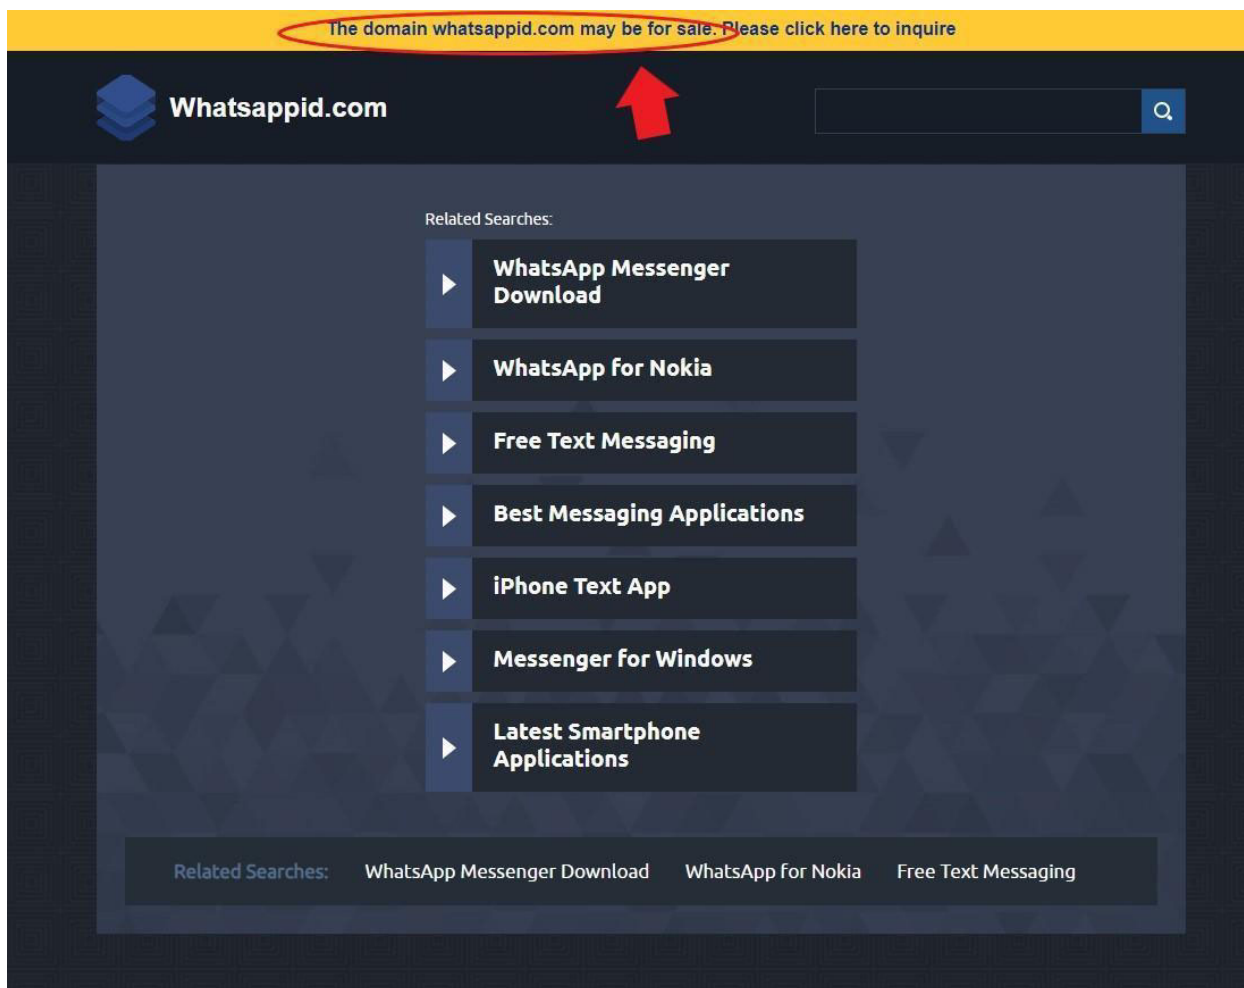 The domain whatsappid.com may be for sale. Please click here to inquire
Whatsappid.com
Related Searches:
WhatsApp Messenger
Download
WhatsApp for Nokia
Free Text Messaging
Best Messaging Applications
iPhone Text App
Messenger for Windows
Latest Smartphone
Applications
Related Searches: WhatsApp Messenger Download WhatsApp for Nokia Free Text Messaging